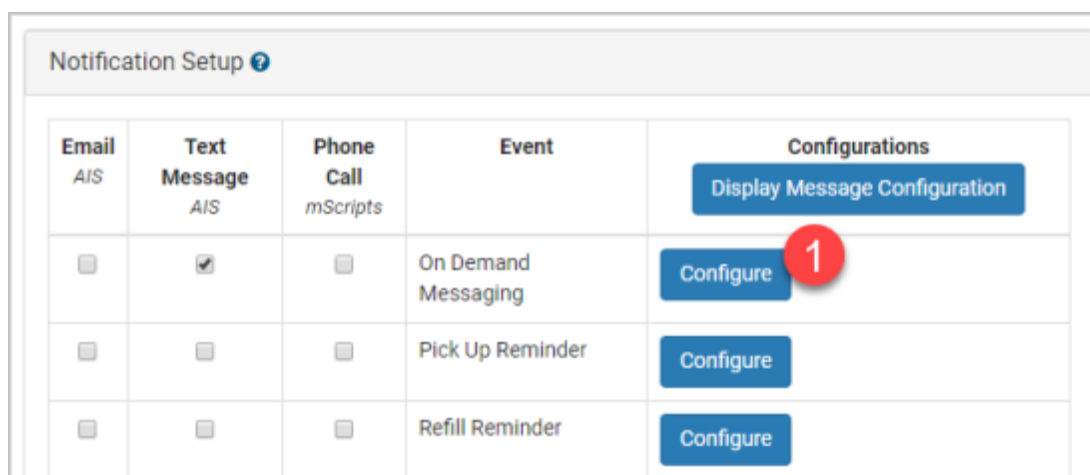 Notification Setup ?
Email
AIS
Text
Message
AIS
Phone
Call
mScripts
Event
Configurations
Display Message Configuration
On Demand
Messaging
Configure
1
Pick Up Reminder
Configure
Refill Reminder
Configure